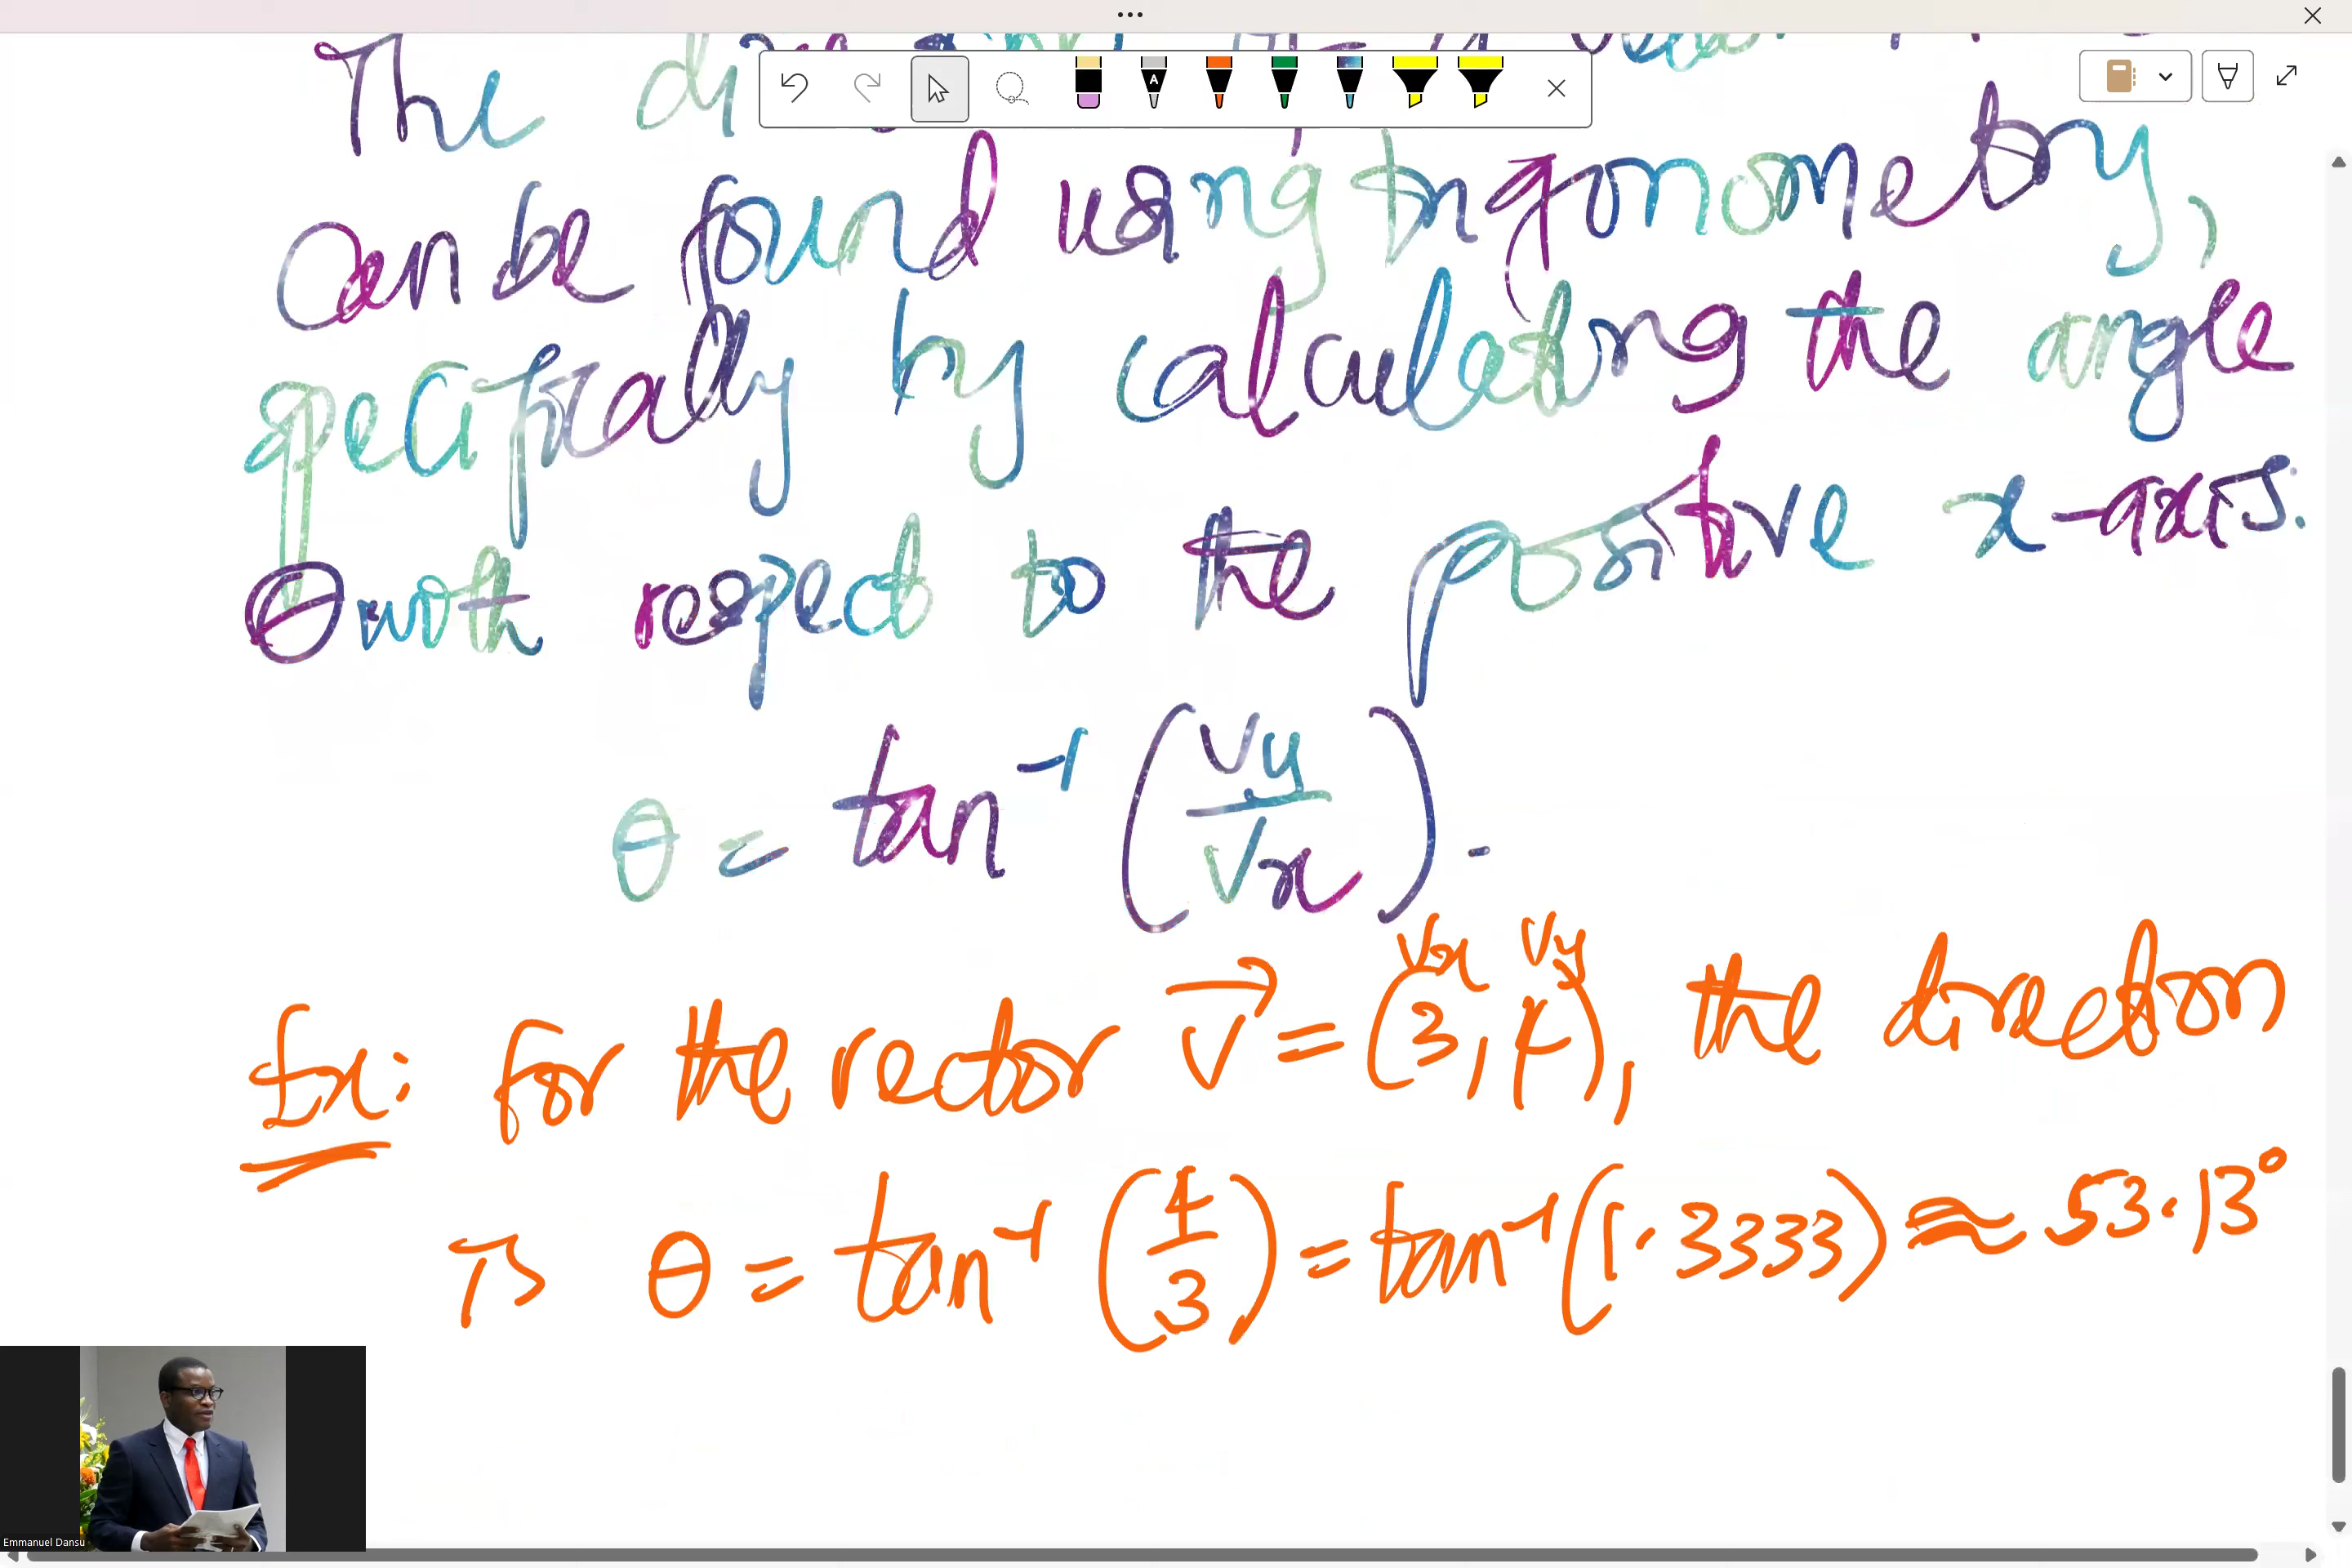 The
can be found using trigonometry,
specifically by calculating the angle
θ with respect to the positive x-axis.
θ = tan⁻¹ (Vy/Vx).
Vx Vy
Ex: For the vector V⃗ = (3, 4), the direction
is θ = tan⁻¹ (4/3) = tan⁻¹ (1.3333) ≈ 53.13°
Emmanuel Dansu